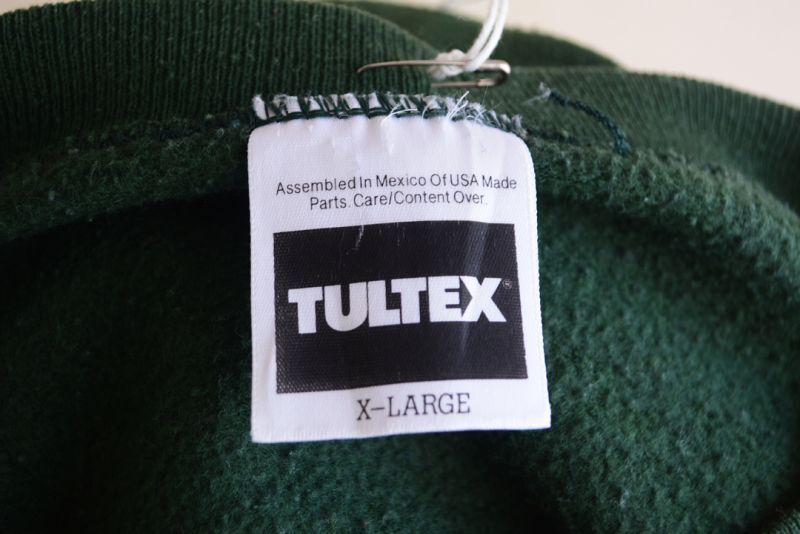 Assembled In Mexico Of USA Made
Parts. Care/Content Over.
TULTEX®
X-LARGE